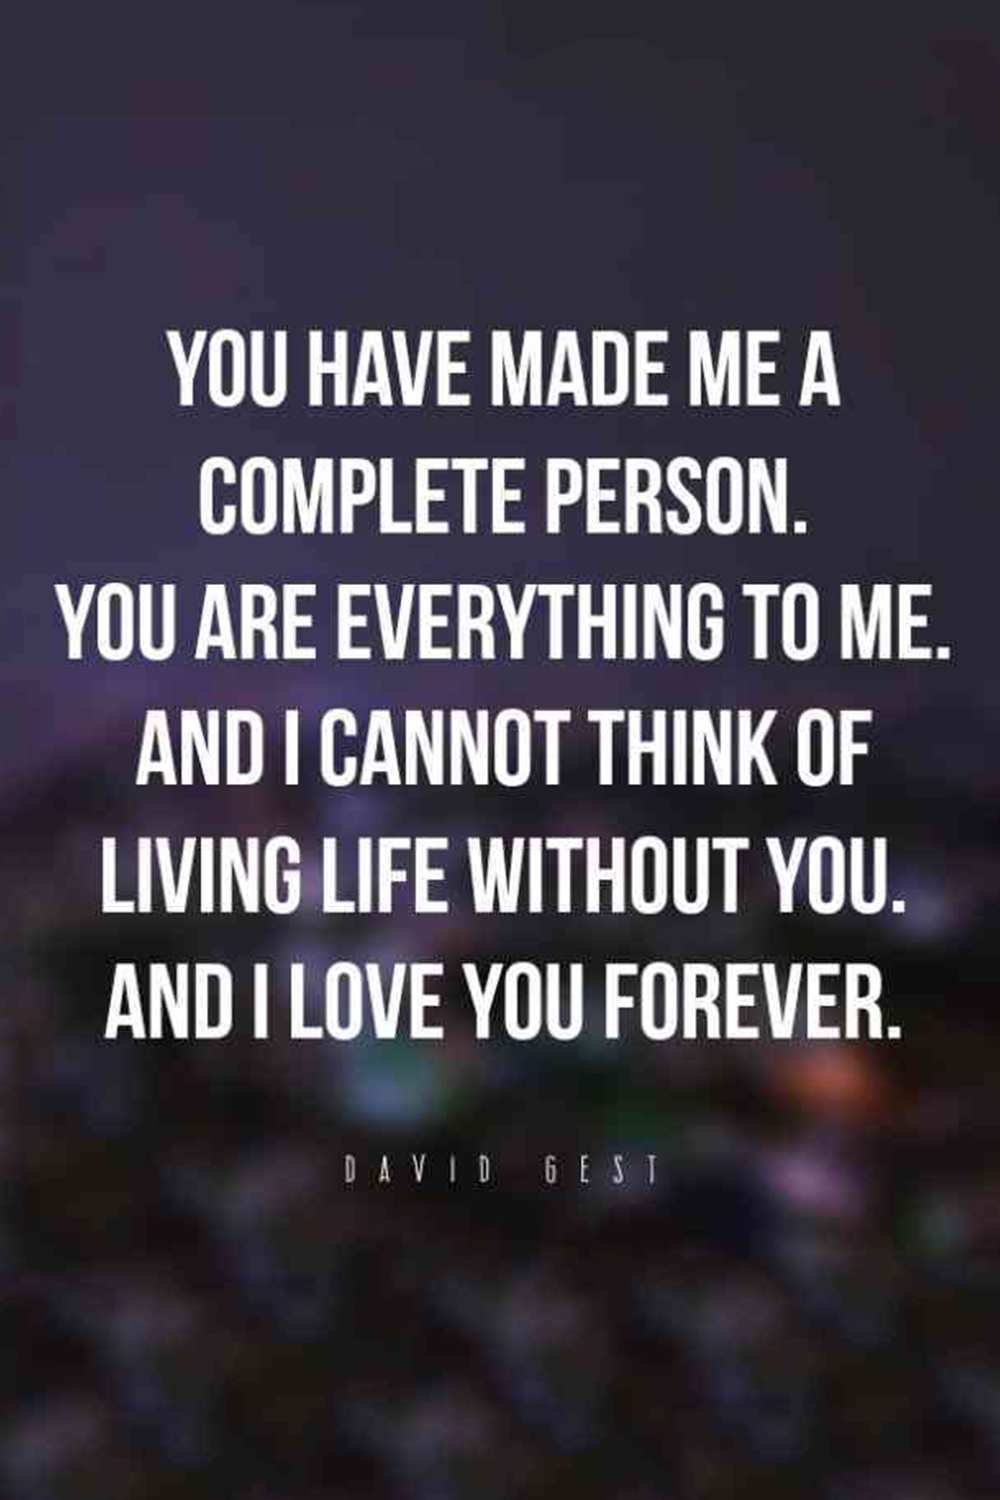 YOU HAVE MADE ME A
COMPLETE PERSON.
YOU ARE EVERYTHING TO ME.
AND I CANNOT THINK OF
LIVING LIFE WITHOUT YOU.
AND I LOVE YOU FOREVER.
DAVID GEST